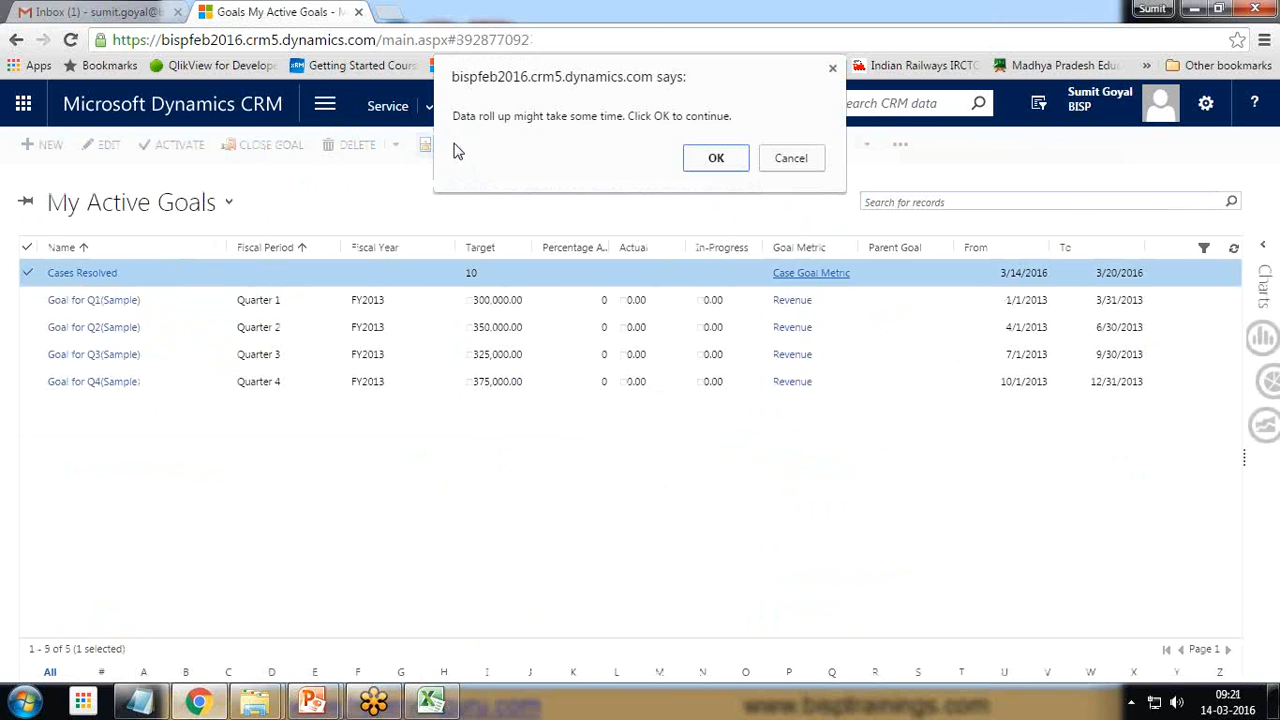 Inbox (1) - sumit.goyal@b
Goals My Active Goals - M
Sumit
https://bispfeb2016.crm5.dynamics.com/main.aspx#392877092
Apps
Bookmarks
QlikView for Develope
Getting Started Cours
Indian Railways IRCTC
Madhya Pradesh Edu
»
Other bookmarks
bispfeb2016.crm5.dynamics.com says:
Data roll up might take some time. Click OK to continue.
OK
Cancel
Microsoft Dynamics CRM
Service
earch CRM data
Sumit Goyal
BISP
?
NEW
EDIT
ACTIVATE
CLOSE GOAL
DELETE
My Active Goals
Search for records
Name Fiscal Period Fiscal Year Target Percentage A... Actual In-Progress Goal Metric Parent Goal From To
Cases Resolved 10 Case Goal Metric 3/14/2016 3/20/2016
Goal for Q1(Sample) Quarter 1 FY2013 300,000.00 0 0.00 0.00 Revenue 1/1/2013 3/31/2013
Goal for Q2(Sample) Quarter 2 FY2013 350,000.00 0 0.00 0.00 Revenue 4/1/2013 6/30/2013
Goal for Q3(Sample) Quarter 3 FY2013 325,000.00 0 0.00 0.00 Revenue 7/1/2013 9/30/2013
Goal for Q4(Sample) Quarter 4 FY2013 375,000.00 0 0.00 0.00 Revenue 10/1/2013 12/31/2013
Charts
1 - 5 of 5 (1 selected)
Page 1
All # A B C D E F G H I J K L M N O P Q R S T U V W X Y Z
www.bisptrainings.com
09:21
14-03-2016